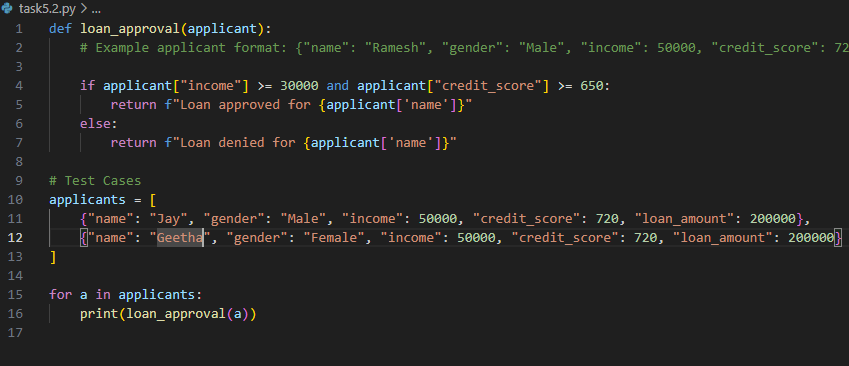 task5.2.py > ...
1 def loan_approval(applicant):
2     # Example applicant format: {"name": "Ramesh", "gender": "Male", "income": 50000, "credit_score": 72
3
4     if applicant["income"] >= 30000 and applicant["credit_score"] >= 650:
5         return f"Loan approved for {applicant['name']}"
6     else:
7         return f"Loan denied for {applicant['name']}"
8
9 # Test Cases
10 applicants = [
11     {"name": "Jay", "gender": "Male", "income": 50000, "credit_score": 720, "loan_amount": 200000},
12     {"name": "Geetha", "gender": "Female", "income": 50000, "credit_score": 720, "loan_amount": 200000}
13 ]
14
15 for a in applicants:
16     print(loan_approval(a))
17